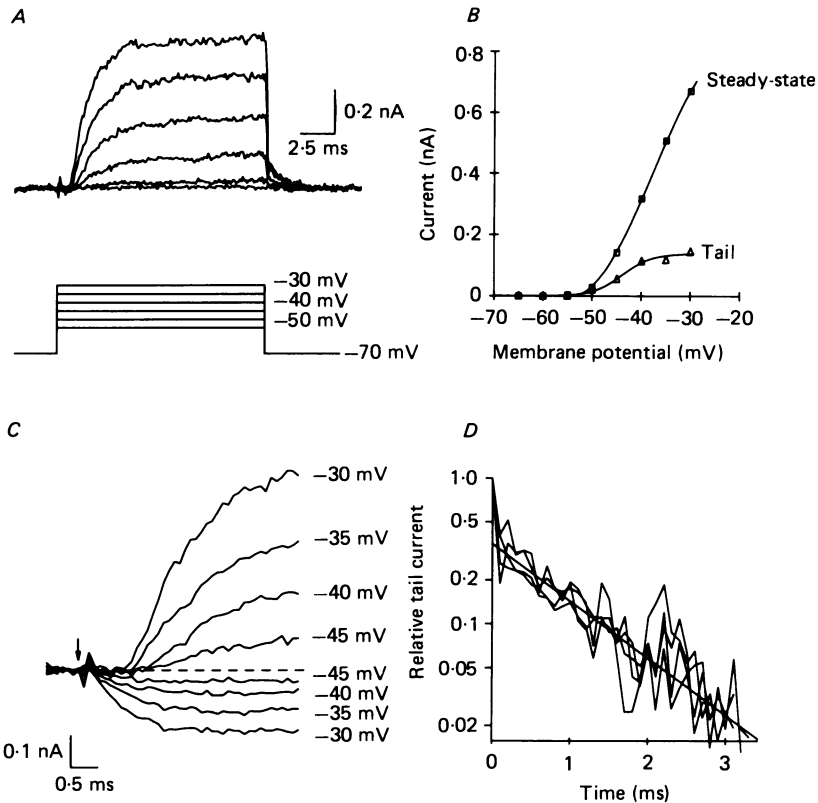 A
0·2 nA
2.5 ms
−30 mV
−40 mV
−50 mV
−70 mV
B
0·8
0·6
0·4
0·2
0
Current (nA)
Steady-state
Tail
−70 −60 −50 −40 −30 −20
Membrane potential (mV)
C
−30 mV
−35 mV
−40 mV
−45 mV
−45 mV
−40 mV
−35 mV
−30 mV
0·1 nA
0·5 ms
D
1.0
0·5
0·2
0·1
0·05
0·02
Relative tail current
0 1 2 3
Time (ms)